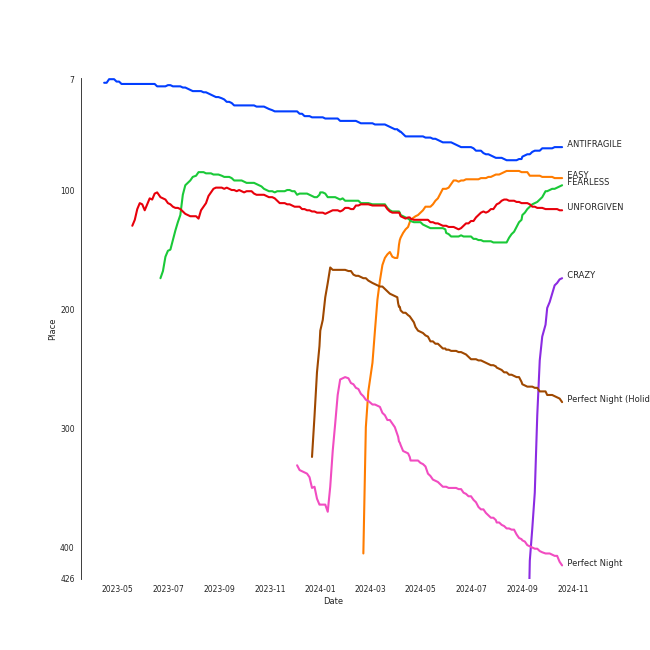 7
100
200
300
400
426
Place
2023-05
2023-07
2023-09
2023-11
2024-01
2024-03
2024-05
2024-07
2024-09
2024-11
Date
ANTIFRAGILE
EASY
FEARLESS
UNFORGIVEN
CRAZY
Perfect Night (Holid
Perfect Night